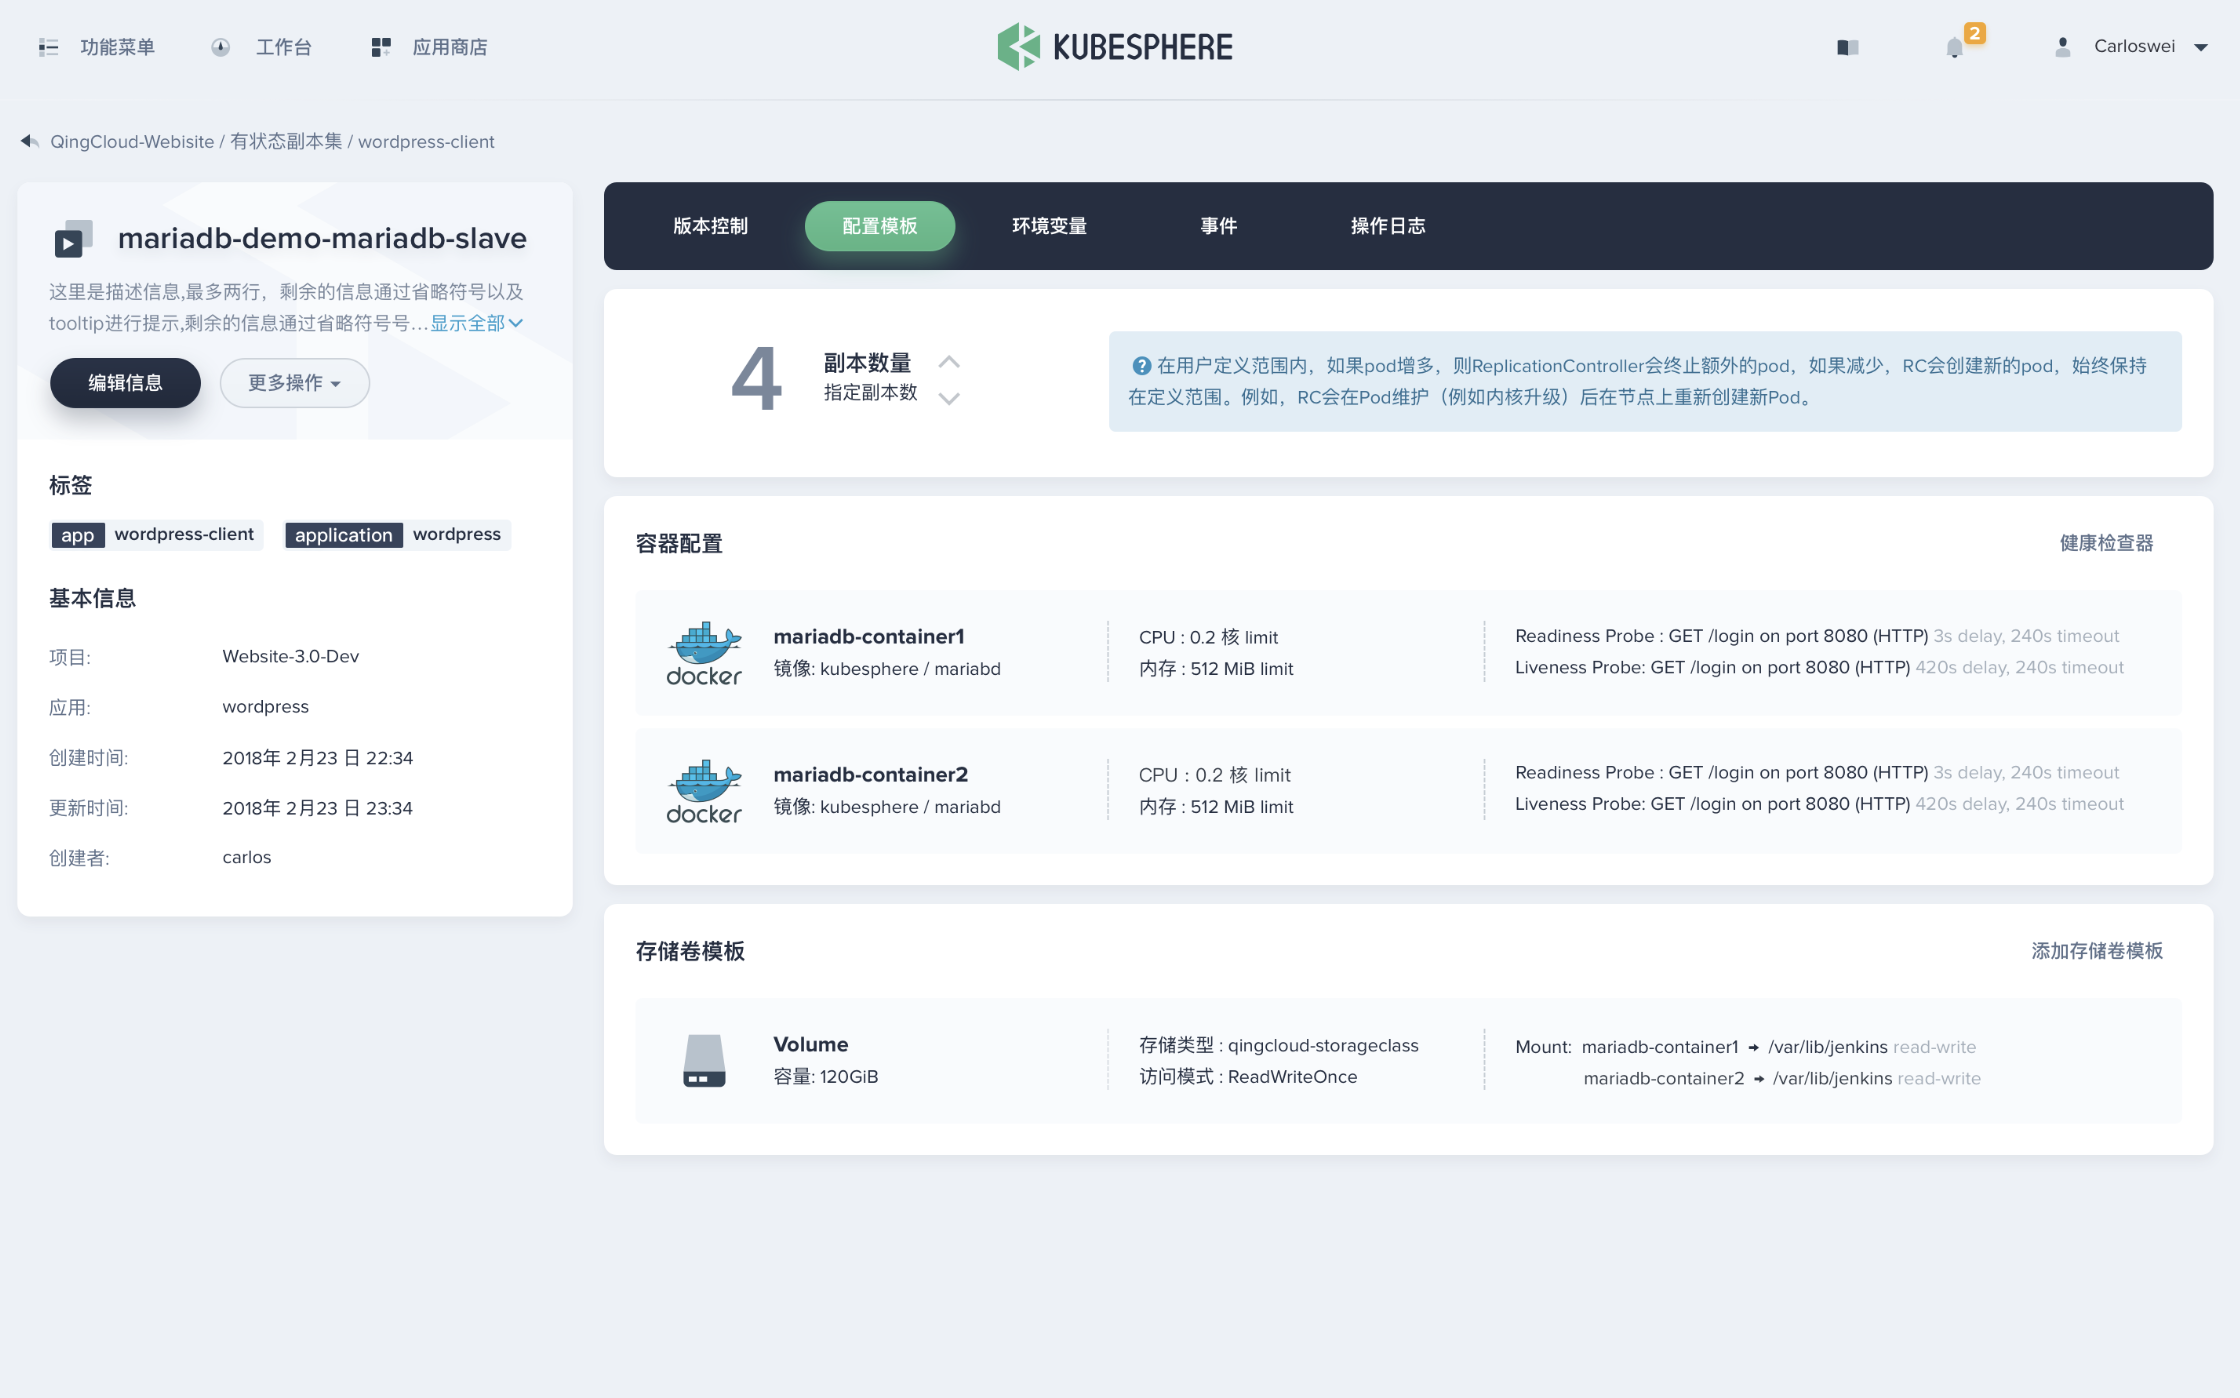 功能菜单
工作台
应用商店
KUBESPHERE
2
Carloswei
QingCloud-Webisite / 有状态副本集 / wordpress-client
mariadb-demo-mariadb-slave
这里是描述信息,最多两行，剩余的信息通过省略符号以及
tooltip进行提示,剩余的信息通过省略符号号...显示全部
编辑信息
更多操作
标签
app wordpress-client
application wordpress
基本信息
项目: Website-3.0-Dev
应用: wordpress
创建时间: 2018年 2月23 日 22:34
更新时间: 2018年 2月23 日 23:34
创建者: carlos
版本控制
配置模板
环境变量
事件
操作日志
4
副本数量
指定副本数
? 在用户定义范围内，如果pod增多，则ReplicationController会终止额外的pod，如果减少，RC会创建新的pod，始终保持
在定义范围。例如，RC会在Pod维护（例如内核升级）后在节点上重新创建新Pod。
容器配置
健康检查器
docker
mariadb-container1
镜像: kubesphere / mariabd
CPU : 0.2 核 limit
内存 : 512 MiB limit
Readiness Probe : GET /login on port 8080 (HTTP) 3s delay, 240s timeout
Liveness Probe: GET /login on port 8080 (HTTP) 420s delay, 240s timeout
docker
mariadb-container2
镜像: kubesphere / mariabd
CPU : 0.2 核 limit
内存 : 512 MiB limit
Readiness Probe : GET /login on port 8080 (HTTP) 3s delay, 240s timeout
Liveness Probe: GET /login on port 8080 (HTTP) 420s delay, 240s timeout
存储卷模板
添加存储卷模板
Volume
容量: 120GiB
存储类型 : qingcloud-storageclass
访问模式 : ReadWriteOnce
Mount: mariadb-container1 → /var/lib/jenkins read-write
mariadb-container2 → /var/lib/jenkins read-write